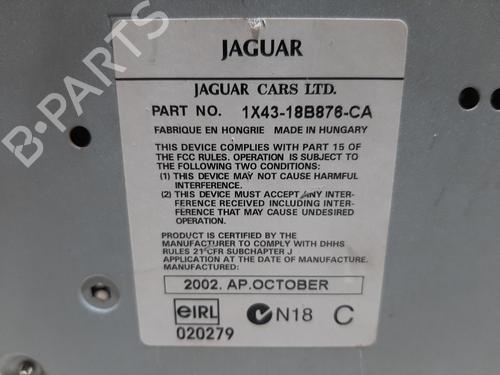 B-PARTS
JAGUAR
JAGUAR CARS LTD.
PART NO. 1X43-18B876-CA
FABRIQUE EN HONGRIE MADE IN HUNGARY
THIS DEVICE COMPLIES WITH PART 15 OF
THE FCC RULES. OPERATION IS SUBJECT TO
THE FOLLOWING TWO CONDITIONS:
(1) THIS DEVICE MAY NOT CAUSE HARMFUL
INTERFERENCE.
(2) THIS DEVICE MUST ACCEPT ANY INTER-
FERENCE RECEIVED INCLUDING INTER-
FERENCE THAT MAY CAUSE UNDESIRED
OPERATION.
PRODUCT IS CERTIFIED BY THE
MANUFACTURER TO COMPLY WITH DHHS
RULES 21 CFR SUBCHAPTER J
APPLICATION AT THE DATE OF MANUFACTURE.
MANUFACTURED:
2002. AP.OCTOBER
eIRL N18 C
020279